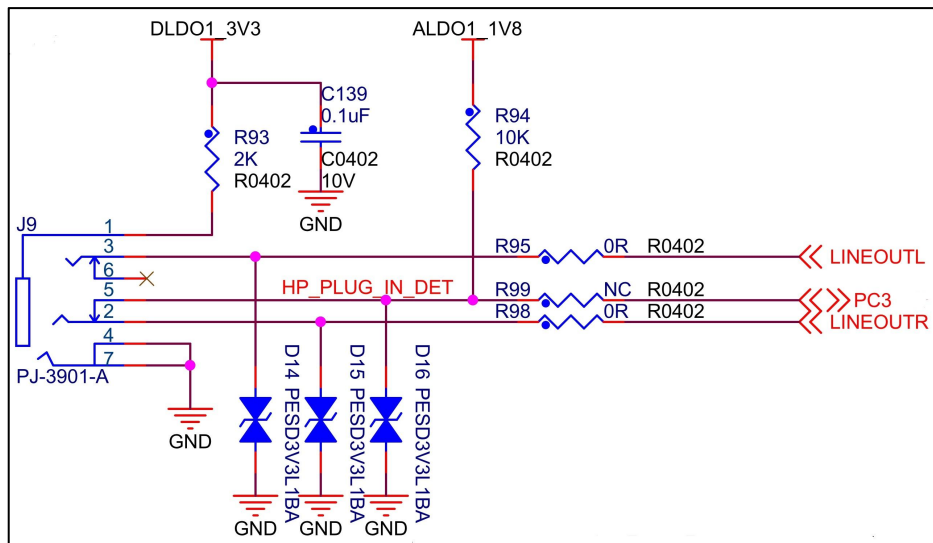 DLDO1_3V3
ALDO1_1V8
C139
0.1uF
R93
2K
R0402
C0402
10V
GND
R94
10K
R0402
J9
1
3
6
5
2
4
7
PJ-3901-A
R95 0R R0402
LINEOUTL
HP_PLUG_IN_DET
R99 NC R0402
PC3
R98 0R R0402
LINEOUTR
GND
D14 PESD3V3L1BA
D15 PESD3V3L1BA
D16 PESD3V3L1BA
GND
GND
GND